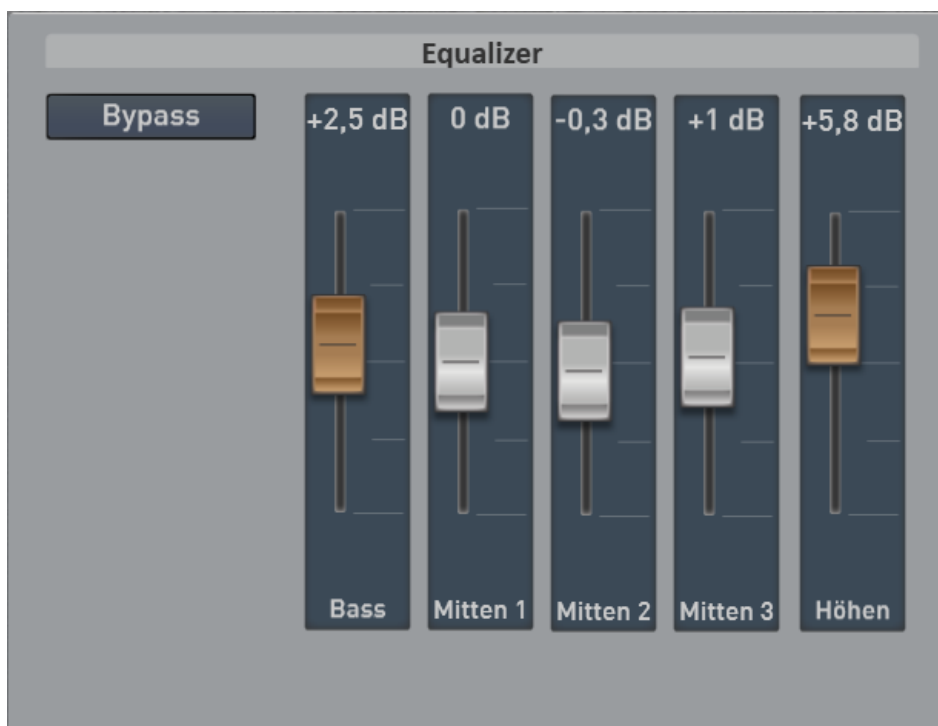 Equalizer
Bypass
+2,5 dB
0 dB
-0,3 dB
+1 dB
+5,8 dB
Bass
Mitten 1
Mitten 2
Mitten 3
Höhen